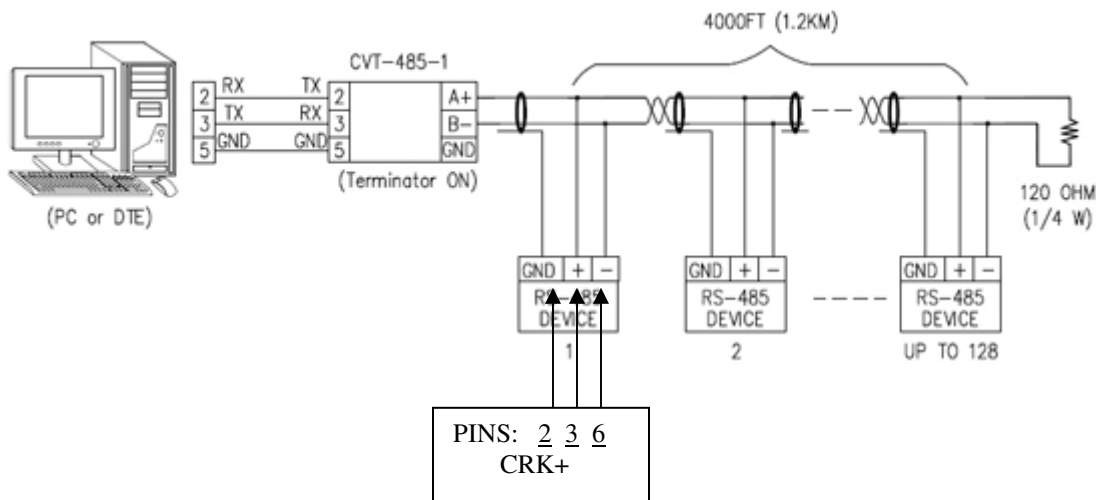 4000FT (1.2KM)
CVT-485-1
2 RX TX 2 A+
3 TX RX 3 B-
5 GND GND 5 GND
(Terminator ON)
(PC or DTE)
120 OHM
(1/4 W)
GND + -
RS-485
DEVICE
1
GND + -
RS-485
DEVICE
2
GND + -
RS-485
DEVICE
UP TO 128
PINS: 2 3 6
CRK+